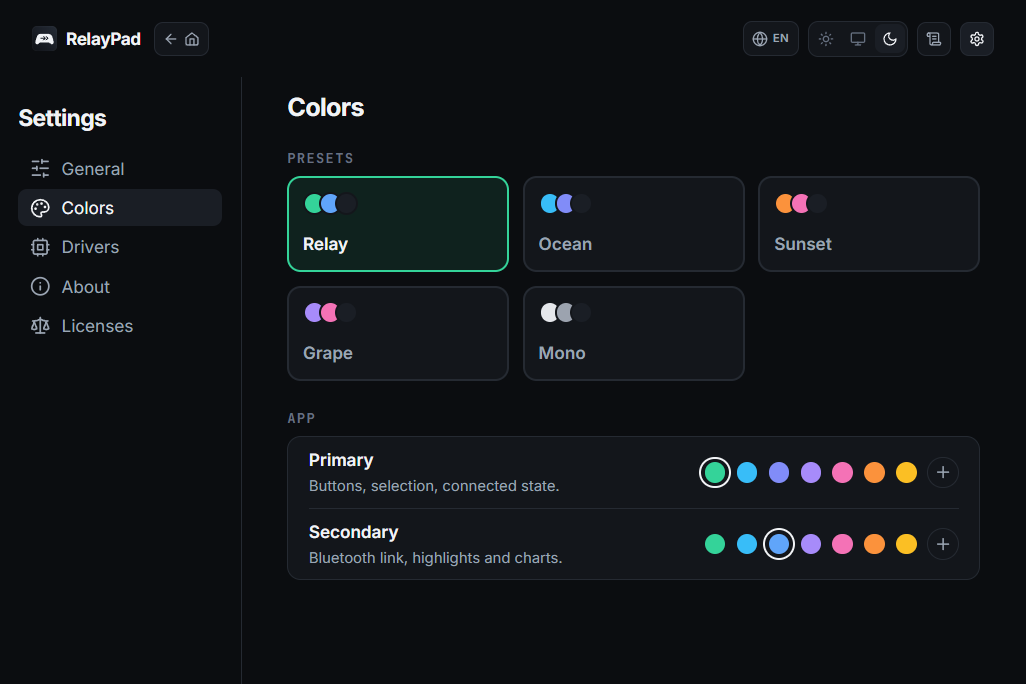 RelayPad
EN
Settings
General
Colors
Drivers
About
Licenses
Colors
PRESETS
Relay
Ocean
Sunset
Grape
Mono
APP
Primary
Buttons, selection, connected state.
Secondary
Bluetooth link, highlights and charts.